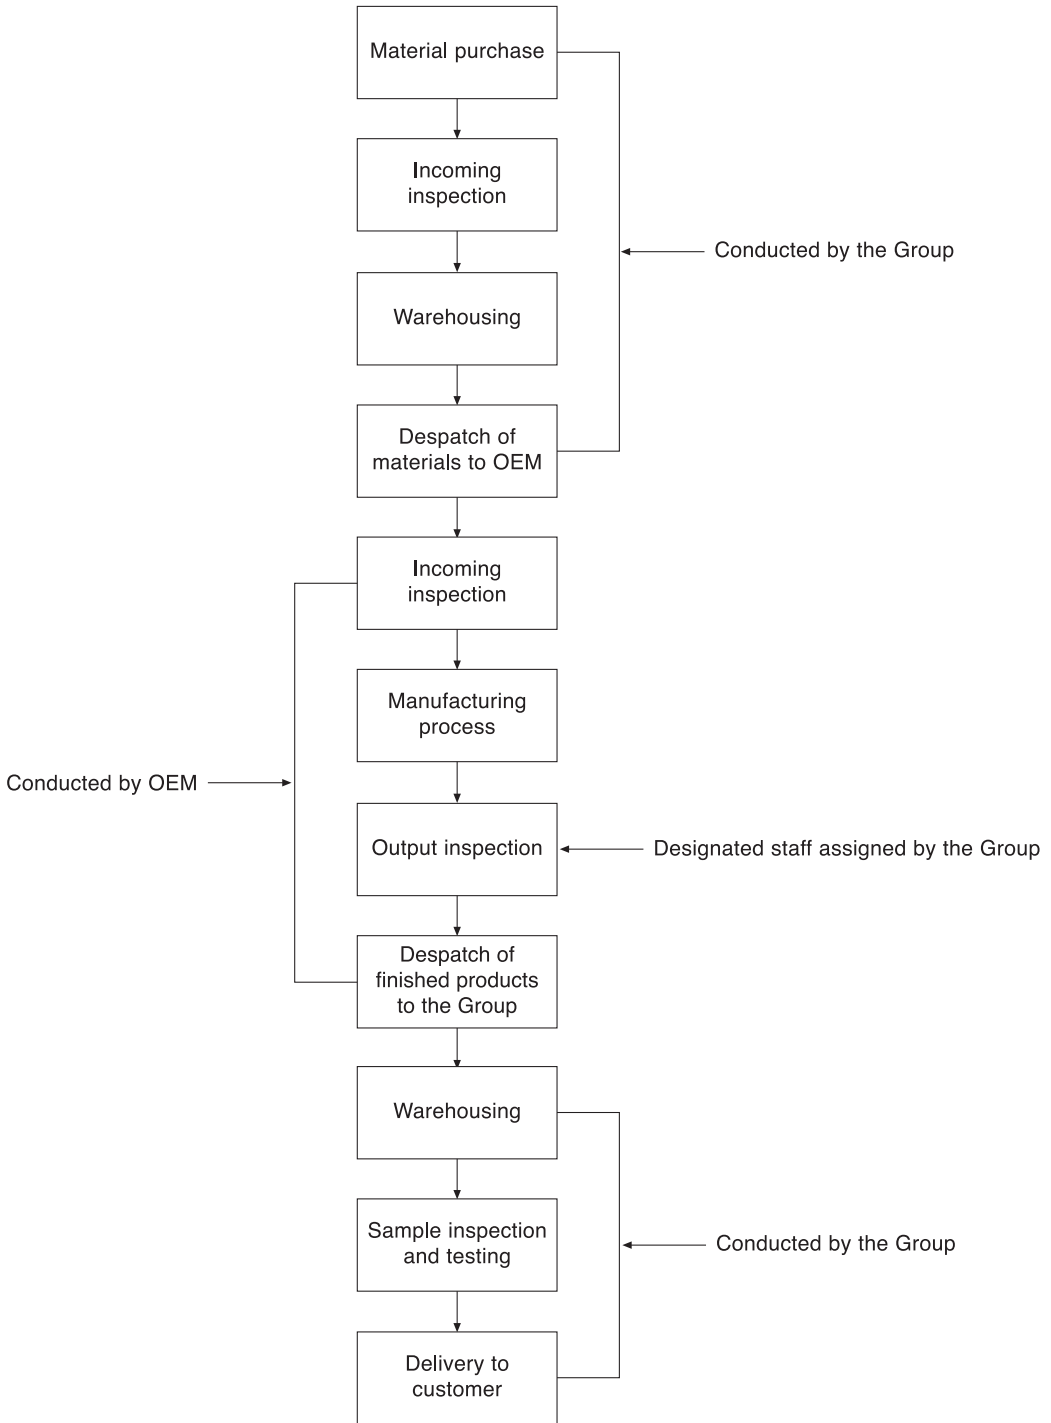 Material purchase
Incoming
inspection
Conducted by the Group
Warehousing
Despatch of
materials to OEM
Incoming
inspection
Manufacturing
process
Conducted by OEM
Output inspection
Designated staff assigned by the Group
Despatch of
finished products
to the Group
Warehousing
Sample inspection
and testing
Conducted by the Group
Delivery to
customer